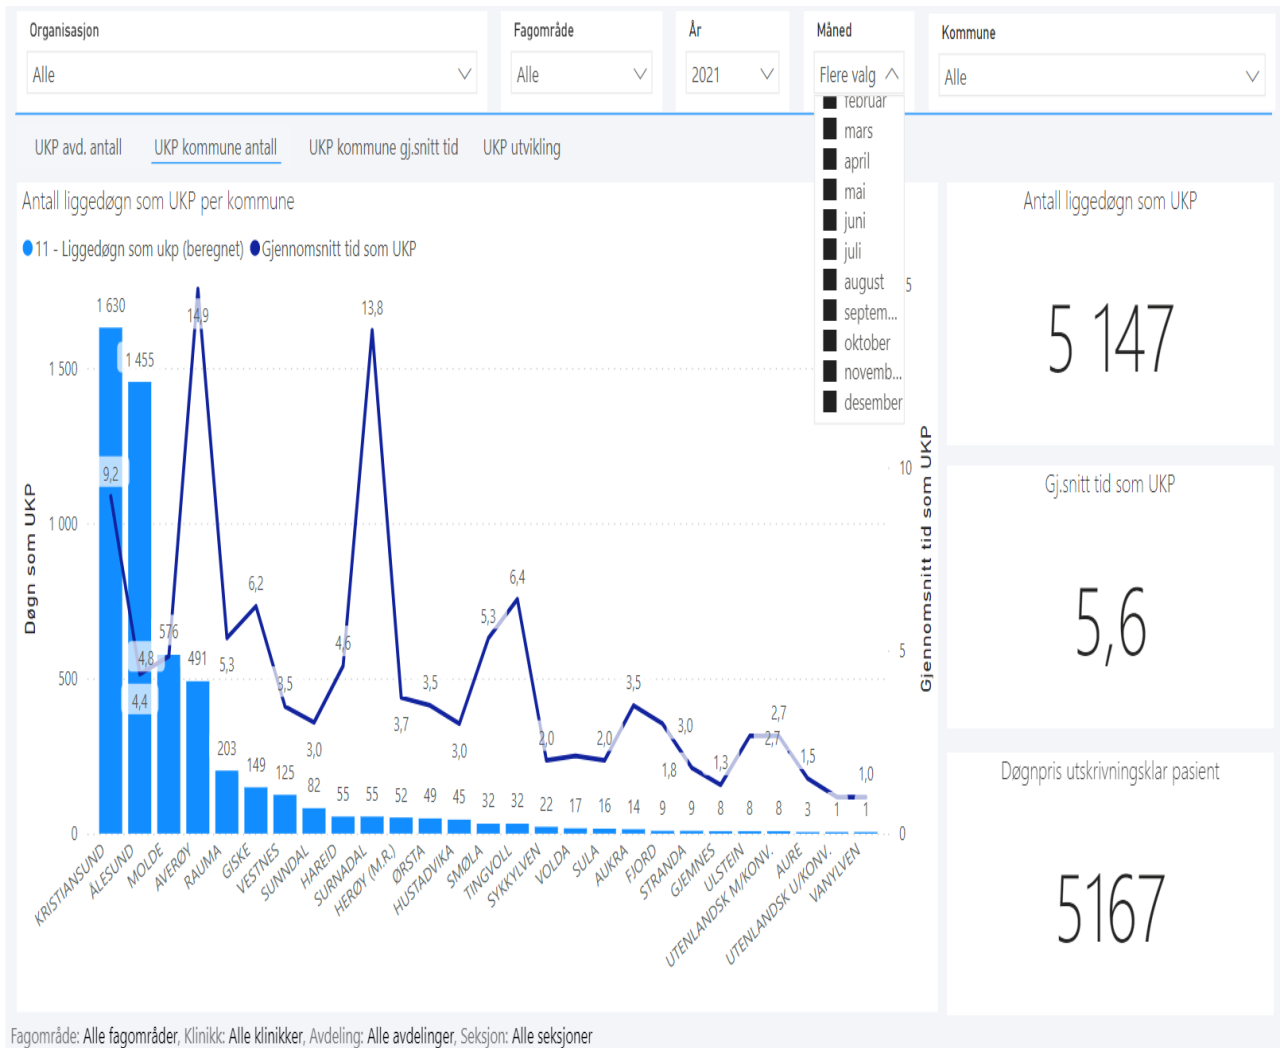 Organisasjon
Alle
Fagområde
Alle
År
2021
Måned
Flere valg
februar
mars
april
mai
juni
juli
august
septem...
oktober
novemb...
desember
Kommune
Alle
UKP avd. antall
UKP kommune antall
UKP kommune gj.snitt tid
UKP utvikling
Antall liggedøgn som UKP per kommune
11 - Liggedøgn som ukp (beregnet)
Gjennomsnitt tid som UKP
Døgn som UKP
1 500
1 000
500
0
1 630
1 455
576
491
203
149
125
82
55
55
52
49
45
32
32
22
17
16
14
9
9
8
8
8
3
1
1
9,2
4,4
4,8
14,9
5,3
6,2
3,5
3,0
4,6
13,8
3,7
3,5
3,0
5,3
6,4
2,0
2,0
3,5
3,0
1,8
1,3
2,7
2,7
1,5
1,0
5
10
5
0
Gjennomsnitt tid som UKP
KRISTIANSUND
ÅLESUND
MOLDE
AVERØY
RAUMA
GISKE
VESTNES
SUNNDAL
HAREID
SURNADAL
HERØY (M.R.)
ØRSTA
HUSTADVIKA
SMØLA
TINGVOLL
SYKKYLVEN
VOLDA
SULA
AUKRA
FJORD
STRANDA
GJEMNES
ULSTEIN
UTENLANDSK M/KONV.
AURE
UTENLANDSK U/KONV.
VANYLVEN
Antall liggedøgn som UKP
5 147
Gj.snitt tid som UKP
5,6
Døgnpris utskrivningsklar pasient
5167
Fagområde: Alle fagområder, Klinikk: Alle klinikker, Avdeling: Alle avdelinger, Seksjon: Alle seksjoner